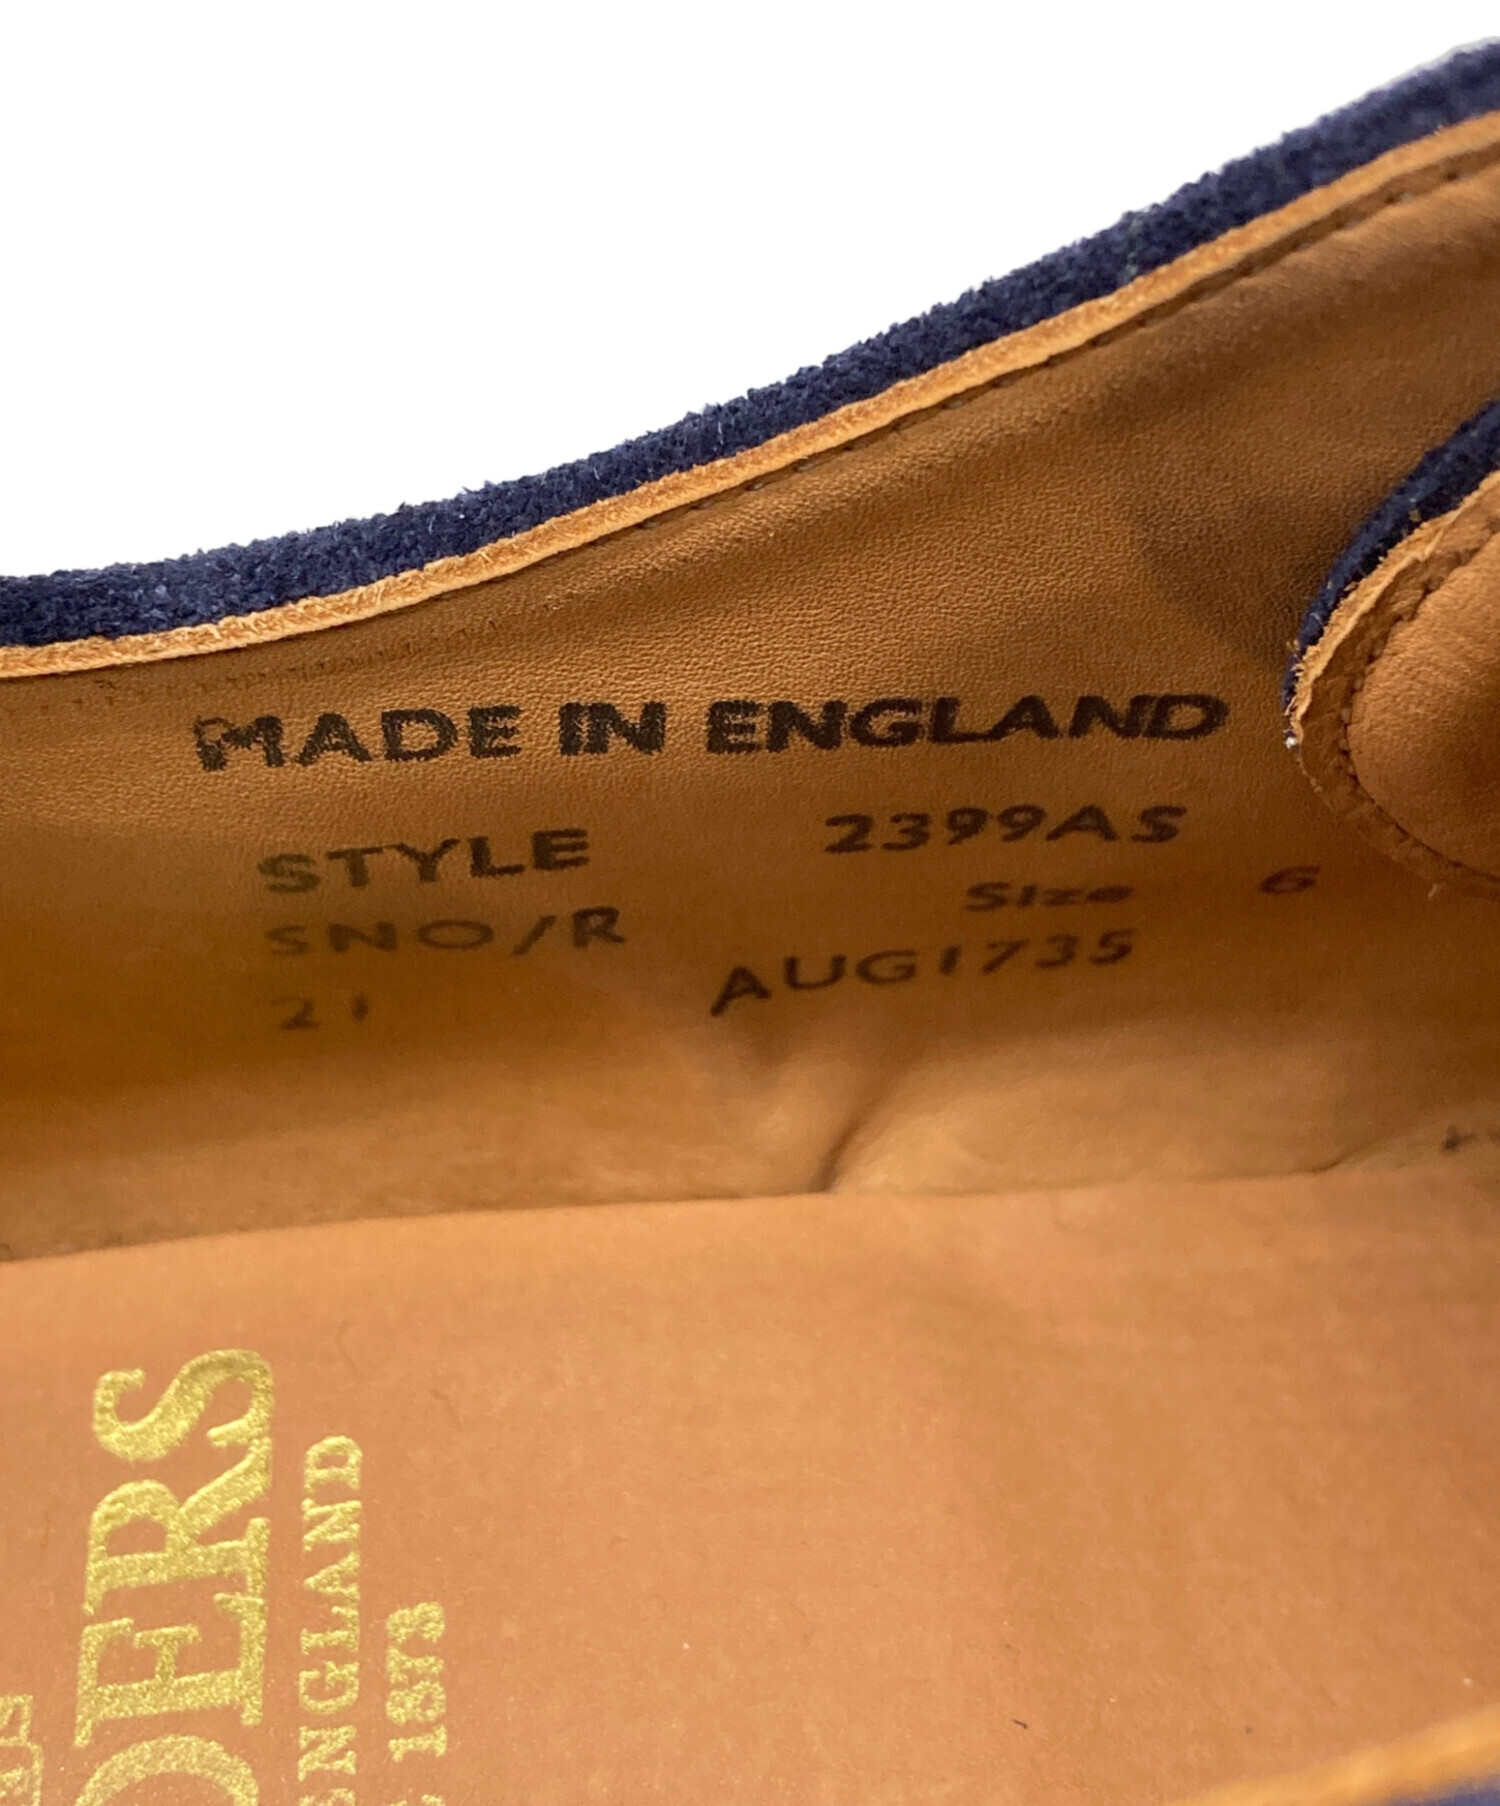 MADE IN ENGLAND
STYLE 2399AS
SNO/R Size 6
21 AUG1735
DERS
ENGLAND
1873